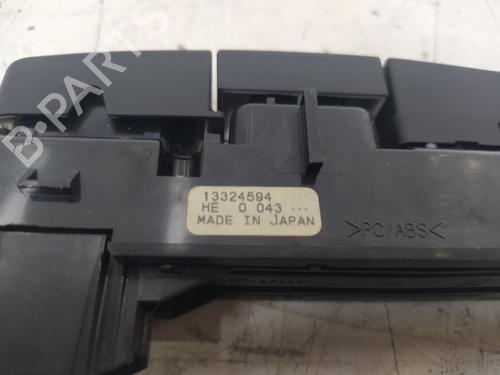 B-PARTS
13324594
HE 0 043 ...
MADE IN JAPAN
>PC/ABS<